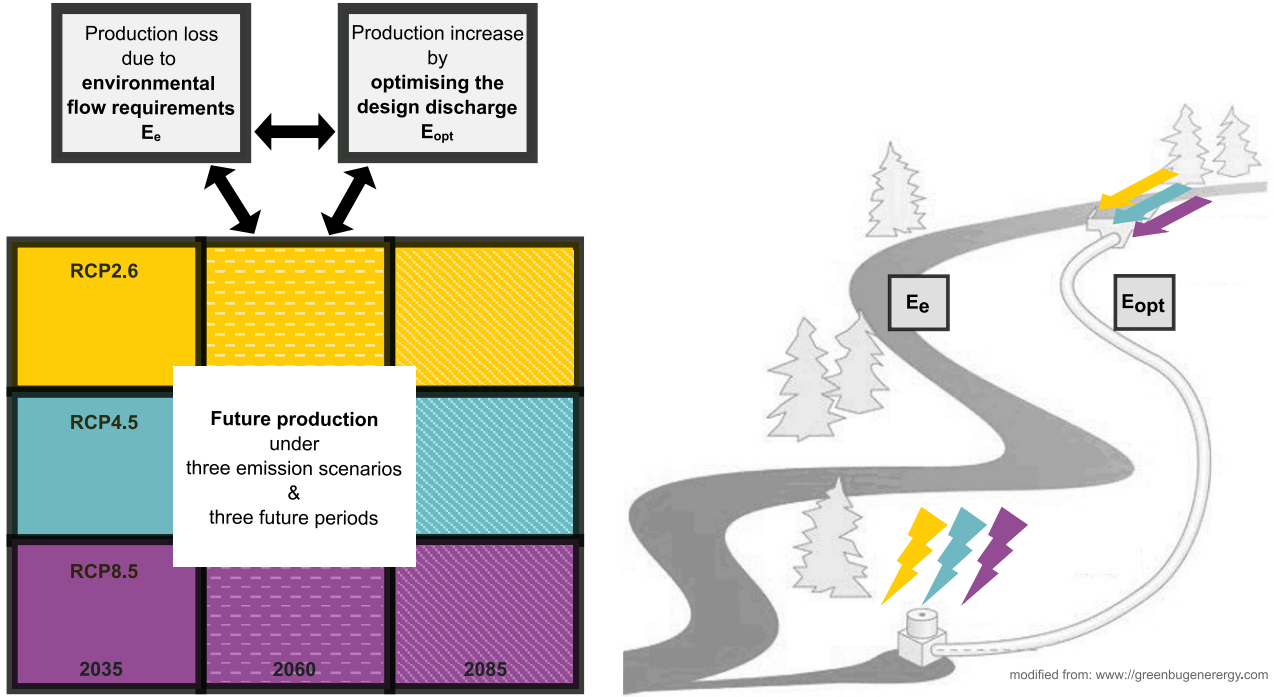 Production loss
due to
environmental
flow requirements
Ee
Production increase
by
optimising the
design discharge
Eopt
RCP2.6
RCP4.5
RCP8.5
Future production
under
three emission scenarios
&
three future periods
2035
2060
2085
Ee
Eopt
modified from: www://greenbugenergy.com